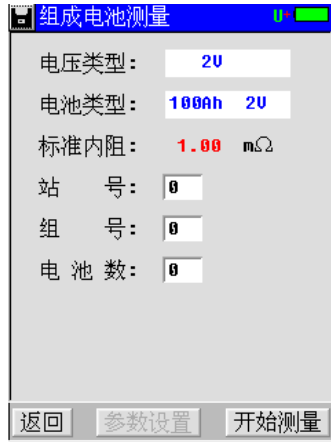 组成电池测量 U+
电压类型: 2V
电池类型: 100Ah 2V
标准内阻: 1.00 mΩ
站 号: 0
组 号: 0
电 池 数: 0
返回 参数设置 开始测量